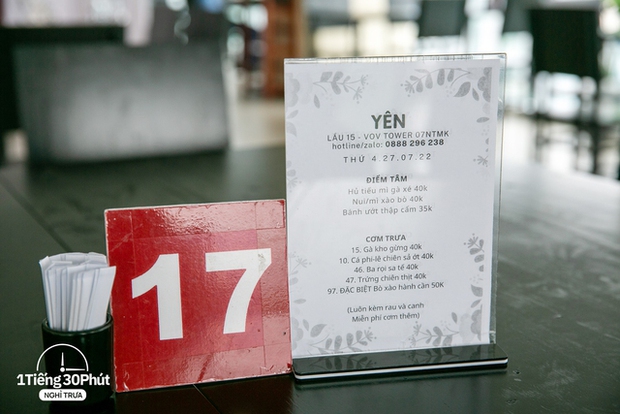 YÊN
LẦU 15 - VOV TOWER 07NTMK
hotline/zalo: 0888 296 238
THỨ 4.27.07.22
ĐIỂM TÂM
Hủ tiếu mì gà xé 40k
Nui/mì xào bò 40k
Bánh ướt thập cẩm 35k
CƠM TRƯA
15. Gà kho gừng 40k
10. Cá phi-lê chiên sả ớt 40k
46. Ba rọi sa tế 40k
47. Trứng chiên thịt 40k
97. ĐẶC BIỆT Bò xào hành cần 50K
(Luôn kèm rau và canh
Miễn phí cơm thêm)
17
1Tiếng30Phút
NGHỈ TRƯA